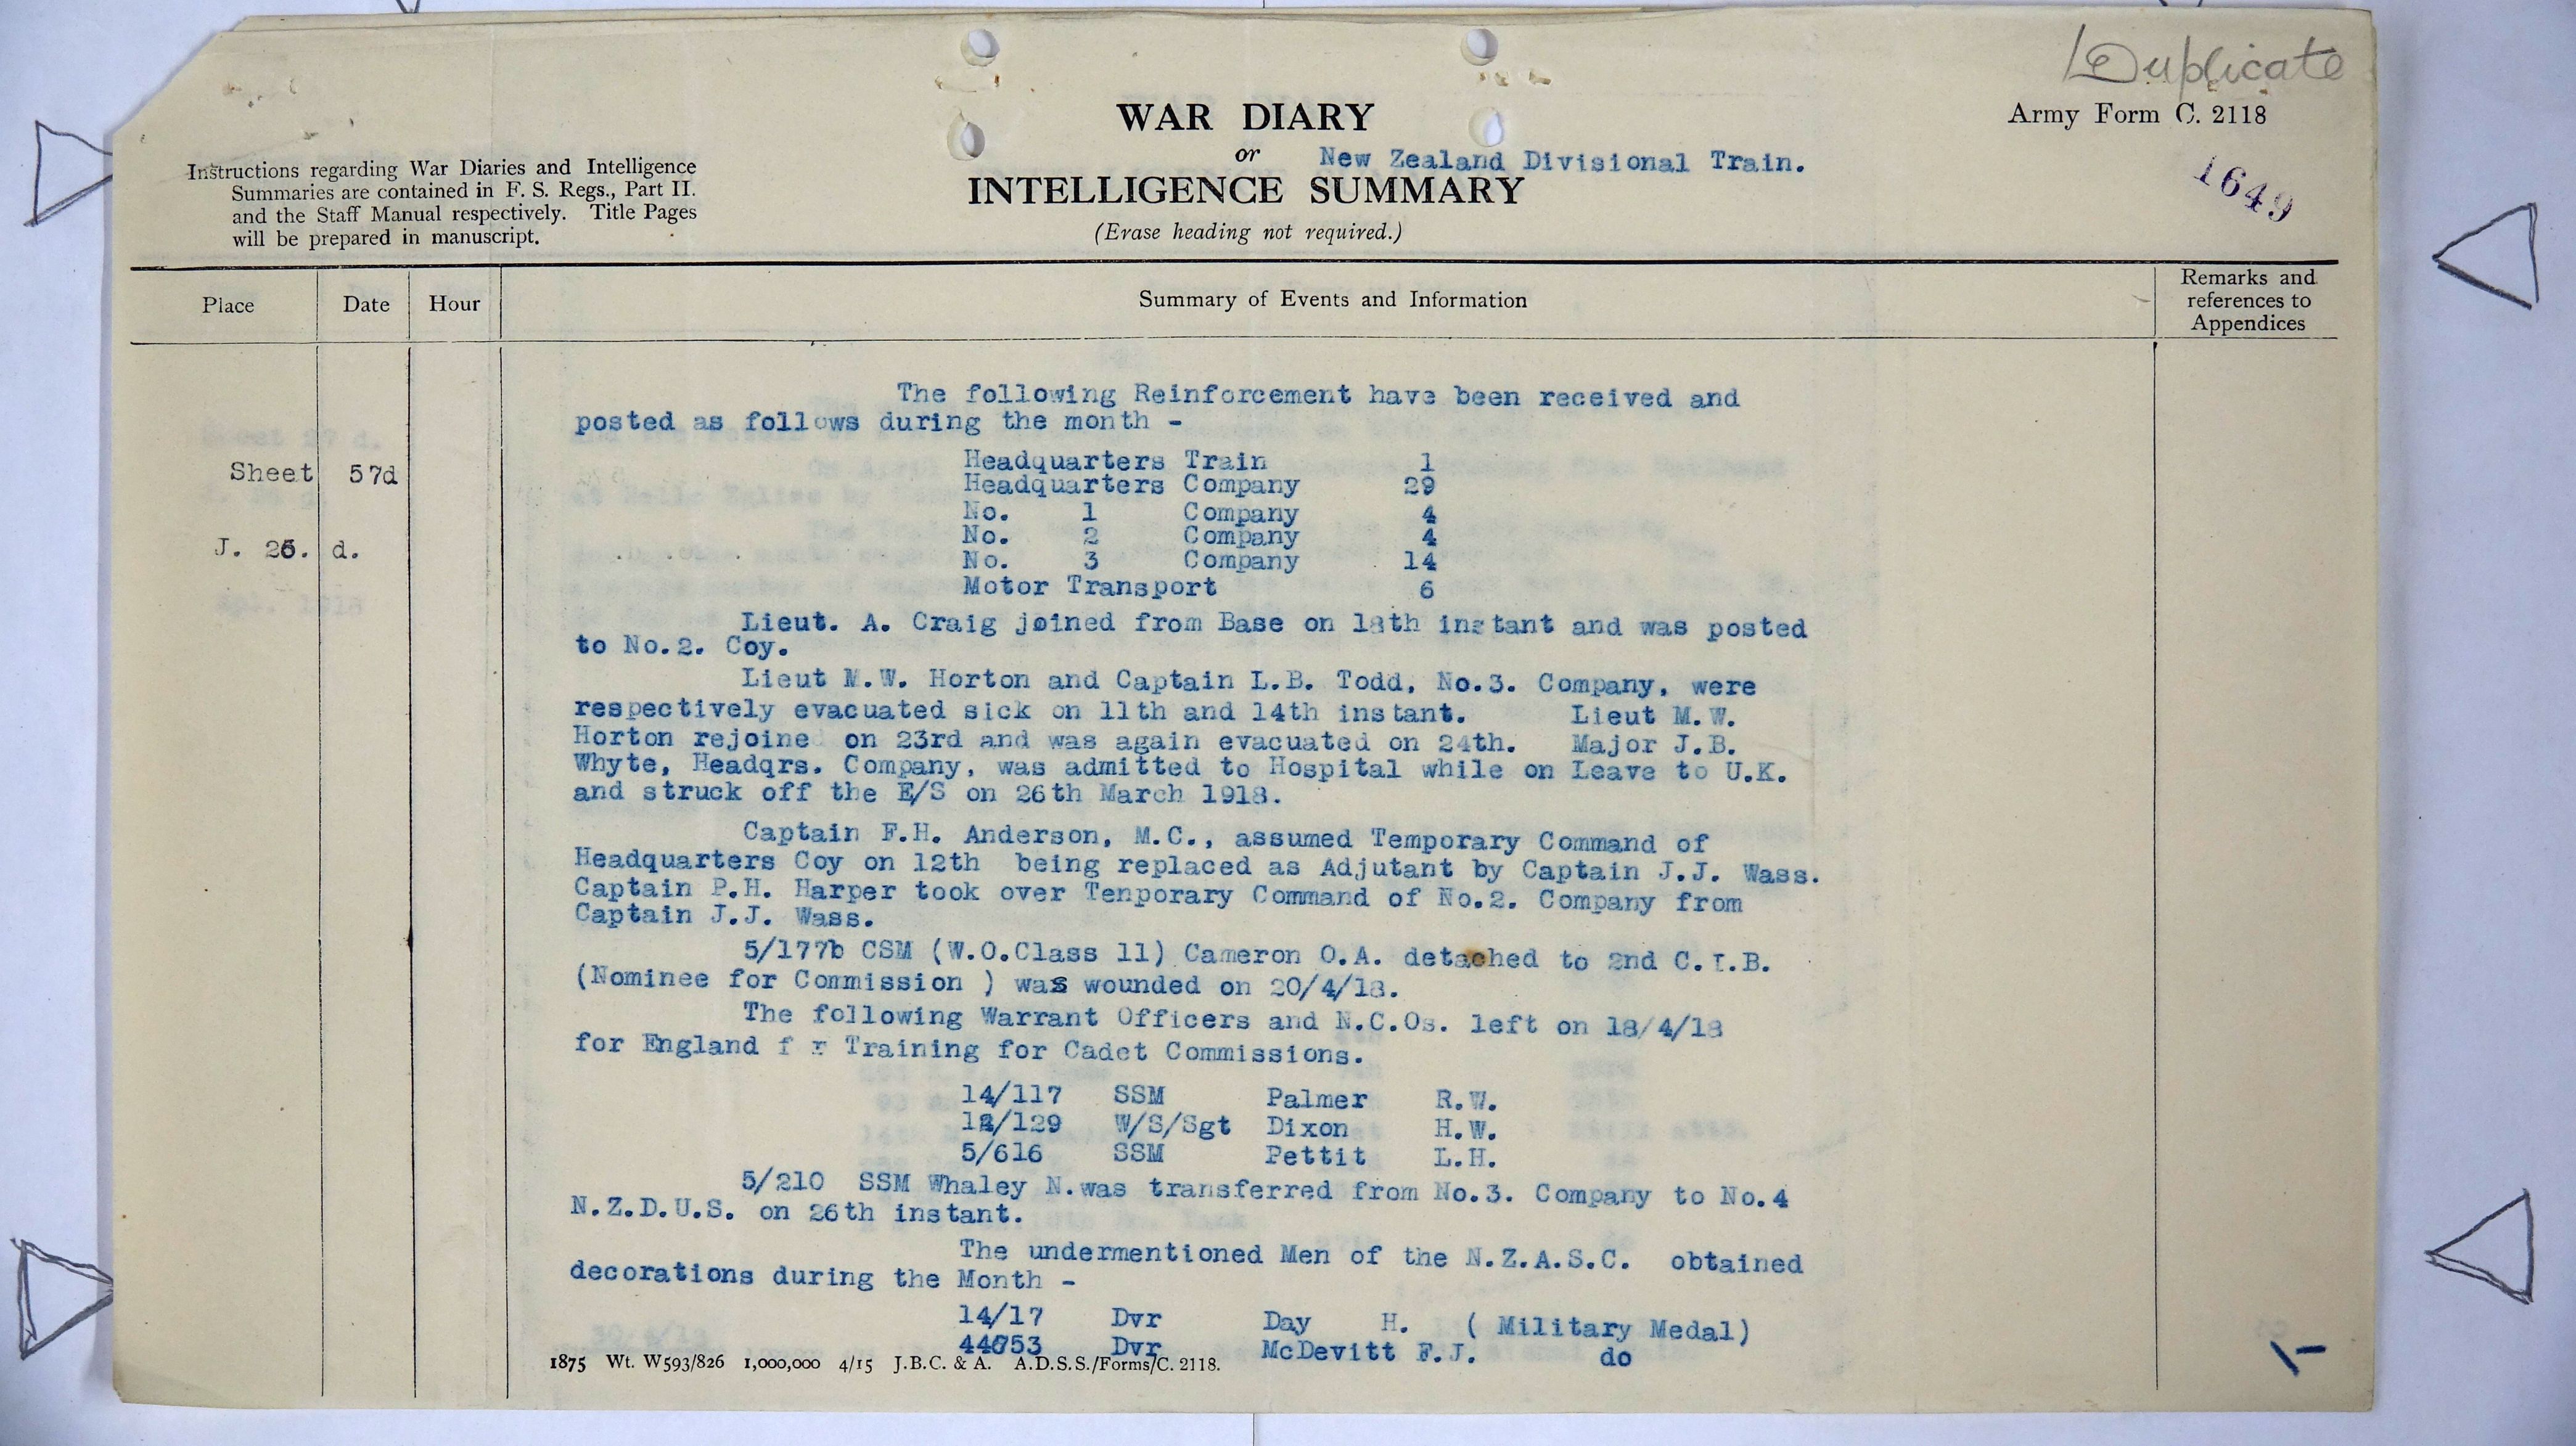 Duplicate
WAR DIARY
Army Form C. 2118
or New Zealand Divisional Train.
INTELLIGENCE SUMMARY
(Erase heading not required.)
1649
Instructions regarding War Diaries and Intelligence
Summaries are contained in F. S. Regs., Part II.
and the Staff Manual respectively. Title Pages
will be prepared in manuscript.
Place Date Hour Summary of Events and Information Remarks and
references to
Appendices
The following Reinforcement have been received and
posted as follows during the month -
Headquarters Train 1
Sheet 57d
Headquarters Company 29
No. 1 Company 4
No. 2 Company 4
J. 26. d.
No. 3 Company 14
Motor Transport 6
Lieut. A. Craig joined from Base on 18th instant and was posted
to No.2. Coy.
Lieut M.W. Horton and Captain L.B. Todd, No.3. Company, were
respectively evacuated sick on 11th and 14th instant. Lieut M.W.
Horton rejoine on 23rd and was again evacuated on 24th. Major J.B.
Whyte, Headqrs. Company, was admitted to Hospital while on Leave to U.K.
and struck off the E/S on 26th March 1918.
Captain F.H. Anderson, M.C., assumed Temporary Command of
Headquarters Coy on 12th being replaced as Adjutant by Captain J.J. Wass.
Captain P.H. Harper took over Tenporary Command of No.2. Company from
Captain J.J. Wass.
5/177b CSM (W.O.Class 11) Cameron O.A. detached to 2nd C.I.B.
(Nominee for Commission ) was wounded on 20/4/18.
The following Warrant Officers and N.C.Os. left on 18/4/18
for England f r Training for Cadet Commissions.
14/117 SSM Palmer R.W.
12/129 W/S/Sgt Dixon H.W.
5/616 SSM Pettit L.H.
5/210 SSM Whaley N.was transferred from No.3. Company to No.4
N.Z.D.U.S. on 26th instant.
The undermentioned Men of the N.Z.A.S.C. obtained
decorations during the Month -
14/17 Dvr Day H. ( Military Medal)
Dvr McDevitt F.J. do
1875 Wt. W593/826 1,000,000 4/15 J.B.C. & A. A.D.S.S./Forms/C. 2118.